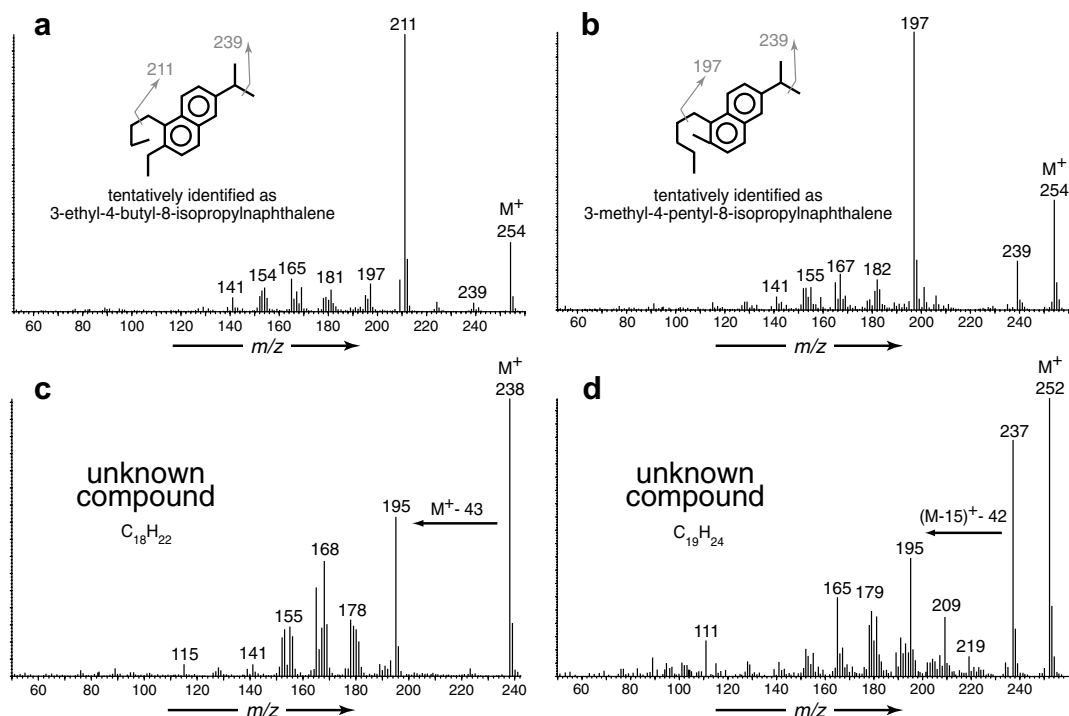 a
211
239
211
M⁺
254
tentatively identified as
3-ethyl-4-butyl-8-isopropylnaphthalene
141
154
165
181
197
239
60 80 100 120 140 160 180 200 220 240
m/z
b
197
239
197
M⁺
254
tentatively identified as
3-methyl-4-pentyl-8-isopropylnaphthalene
141
155
167
182
239
60 80 100 120 140 160 180 200 220 240 260
m/z
c
M⁺
238
unknown
compound
C₁₈H₂₂
195
M⁺- 43
168
155
178
115
141
60 80 100 120 140 160 180 200 220 240
m/z
d
M⁺
252
237
unknown
compound
C₁₉H₂₄
(M-15)⁺- 42
195
165
179
209
111
219
60 80 100 120 140 160 180 200 220 240 260
m/z